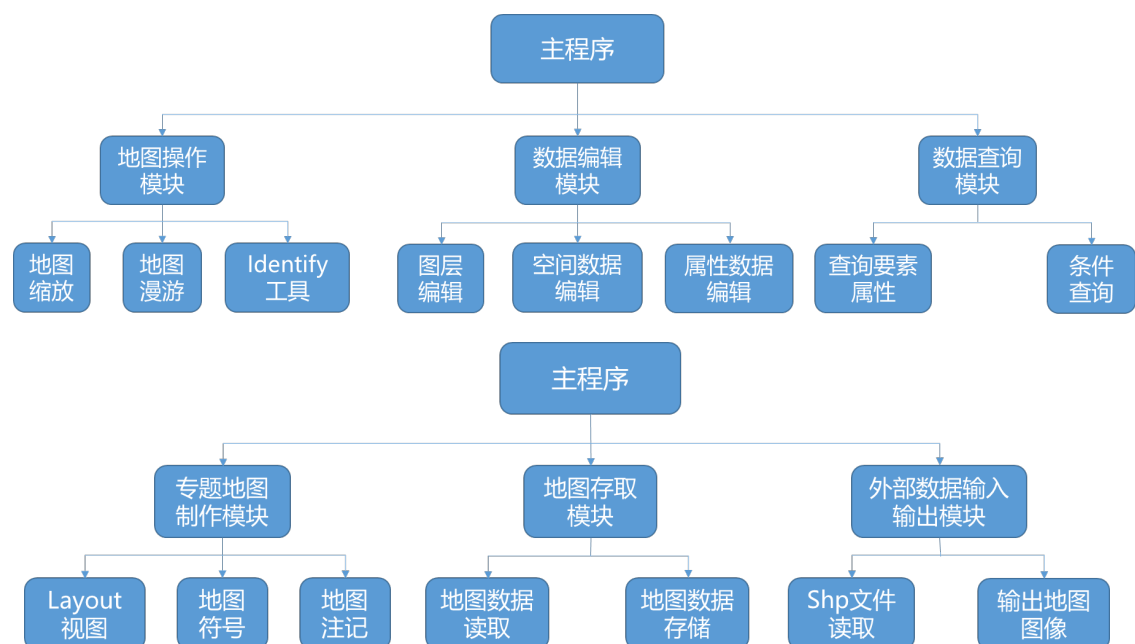 主程序
地图操作
模块
数据编辑
模块
数据查询
模块
地图
缩放
地图
漫游
Identify
工具
图层
编辑
空间数据
编辑
属性数据
编辑
查询要素
属性
条件
查询
主程序
专题地图
制作模块
地图存取
模块
外部数据输入
输出模块
Layout
视图
地图
符号
地图
注记
地图数据
读取
地图数据
存储
Shp文件
读取
输出地图
图像